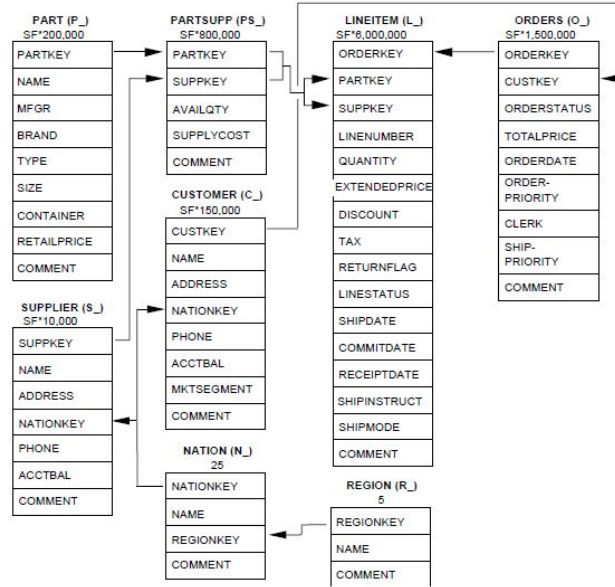 PART (P_)
SF*200,000
PARTKEY
NAME
MFGR
BRAND
TYPE
SIZE
CONTAINER
RETAILPRICE
COMMENT
SUPPLIER (S_)
SF*10,000
SUPPKEY
NAME
ADDRESS
NATIONKEY
PHONE
ACCTBAL
COMMENT
PARTSUPP (PS_)
SF*800,000
PARTKEY
SUPPKEY
AVAILQTY
SUPPLYCOST
COMMENT
CUSTOMER (C_)
SF*150,000
CUSTKEY
NAME
ADDRESS
NATIONKEY
PHONE
ACCTBAL
MKTSEGMENT
COMMENT
NATION (N_)
25
NATIONKEY
NAME
REGIONKEY
COMMENT
LINEITEM (L_)
SF*6,000,000
ORDERKEY
PARTKEY
SUPPKEY
LINENUMBER
QUANTITY
EXTENDEDPRICE
DISCOUNT
TAX
RETURNFLAG
LINESTATUS
SHIPDATE
COMMITDATE
RECEIPTDATE
SHIPINSTRUCT
SHIPMODE
COMMENT
REGION (R_)
5
REGIONKEY
NAME
COMMENT
ORDERS (O_)
SF*1,500,000
ORDERKEY
CUSTKEY
ORDERSTATUS
TOTALPRICE
ORDERDATE
ORDER-
PRIORITY
CLERK
SHIP-
PRIORITY
COMMENT